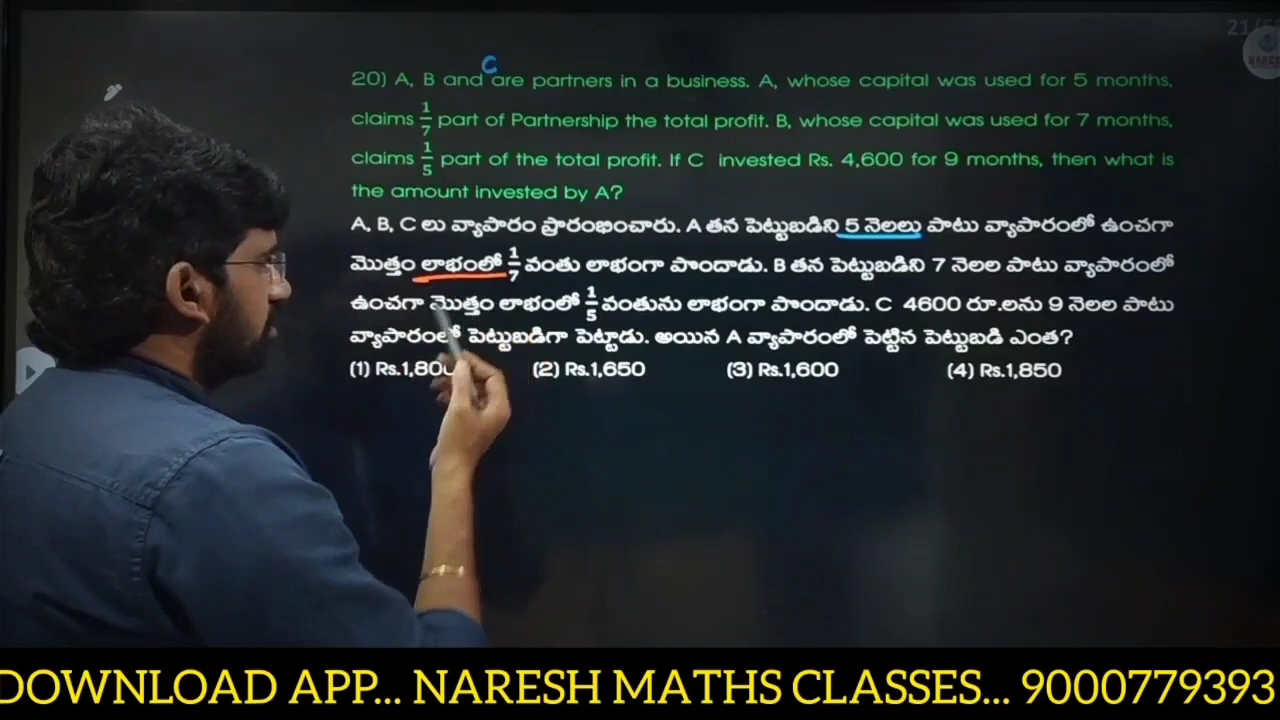 21/5
C
20) A, B and are partners in a business. A, whose capital was used for 5 months,
claims 1/7 part of Partnership the total profit. B, whose capital was used for 7 months,
claims 1/5 part of the total profit. If C invested Rs. 4,600 for 9 months, then what is
the amount invested by A?
A, B, C లు వ్యాపారం ప్రారంభించారు. A తన పెట్టుబడిని 5 నెలలు పాటు వ్యాపారంలో ఉంచగా
మొత్తం లాభంలో 1/7 వంతు లాభంగా పొందాడు. B తన పెట్టుబడిని 7 నెలల పాటు వ్యాపారంలో
ఉంచగా మొత్తం లాభంలో 1/5 వంతును లాభంగా పొందాడు. C 4600 రూ.లను 9 నెలల పాటు
వ్యాపారంలో పెట్టుబడిగా పెట్టాడు. అయిన A వ్యాపారంలో పెట్టిన పెట్టుబడి ఎంత?
(1) Rs.1,800 (2) Rs.1,650 (3) Rs.1,600 (4) Rs.1,850
DOWNLOAD APP... NARESH MATHS CLASSES... 9000779393